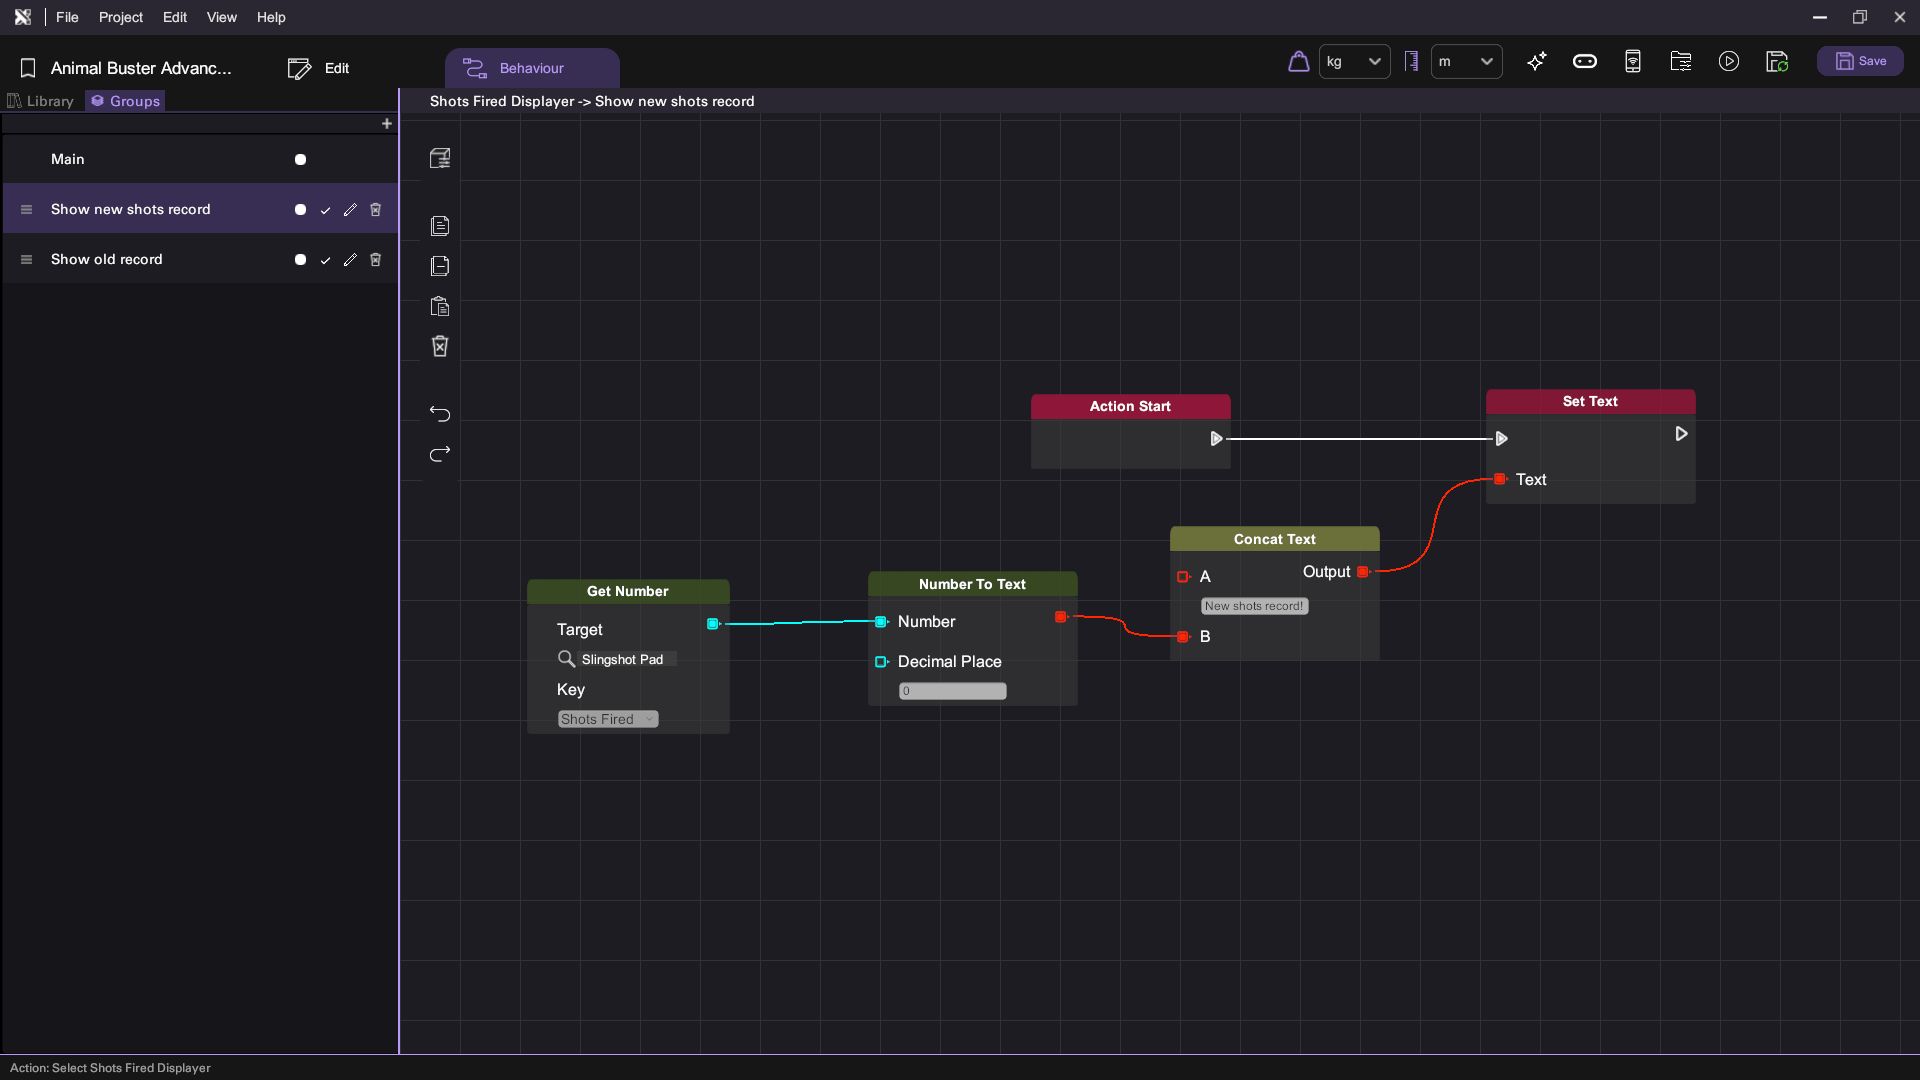 File Project Edit View Help
Animal Buster Advanc... Edit Behaviour kg m Save
Library Groups
Shots Fired Displayer -> Show new shots record
Main
Show new shots record
Show old record
Action Start
Set Text
Text
Concat Text
A Output
New shots record!
B
Get Number
Target
Slingshot Pad
Key
Shots Fired
Number To Text
Number
Decimal Place
0
Action: Select Shots Fired Displayer